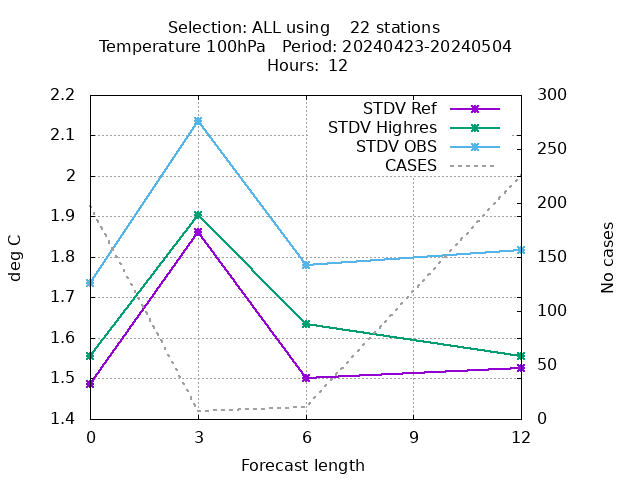 Selection: ALL using    22 stations
Temperature 100hPa   Period: 20240423-20240504
Hours:  12
STDV Ref
STDV Highres
STDV OBS
CASES
2.2
2.1
2
1.9
1.8
1.7
1.6
1.5
1.4
300
250
200
150
100
50
0
deg C
No cases
0 3 6 9 12
Forecast length